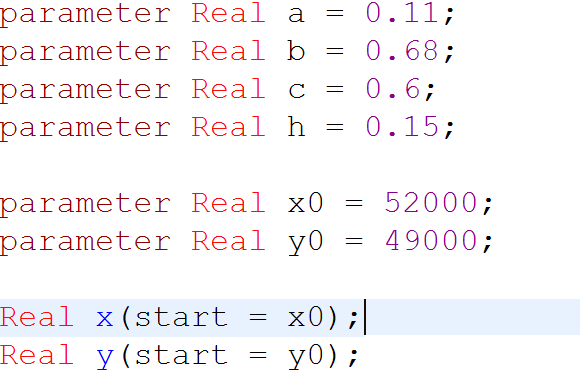 parameter Real a = 0.11;
parameter Real b = 0.68;
parameter Real c = 0.6;
parameter Real h = 0.15;
parameter Real x0 = 52000;
parameter Real y0 = 49000;
Real x(start = x0);
Real y(start = y0);